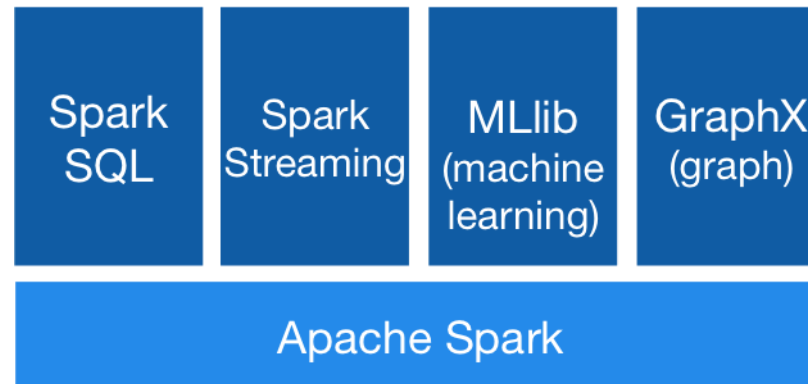 Spark
SQL
Spark
Streaming
MLlib
(machine
learning)
GraphX
(graph)
Apache Spark